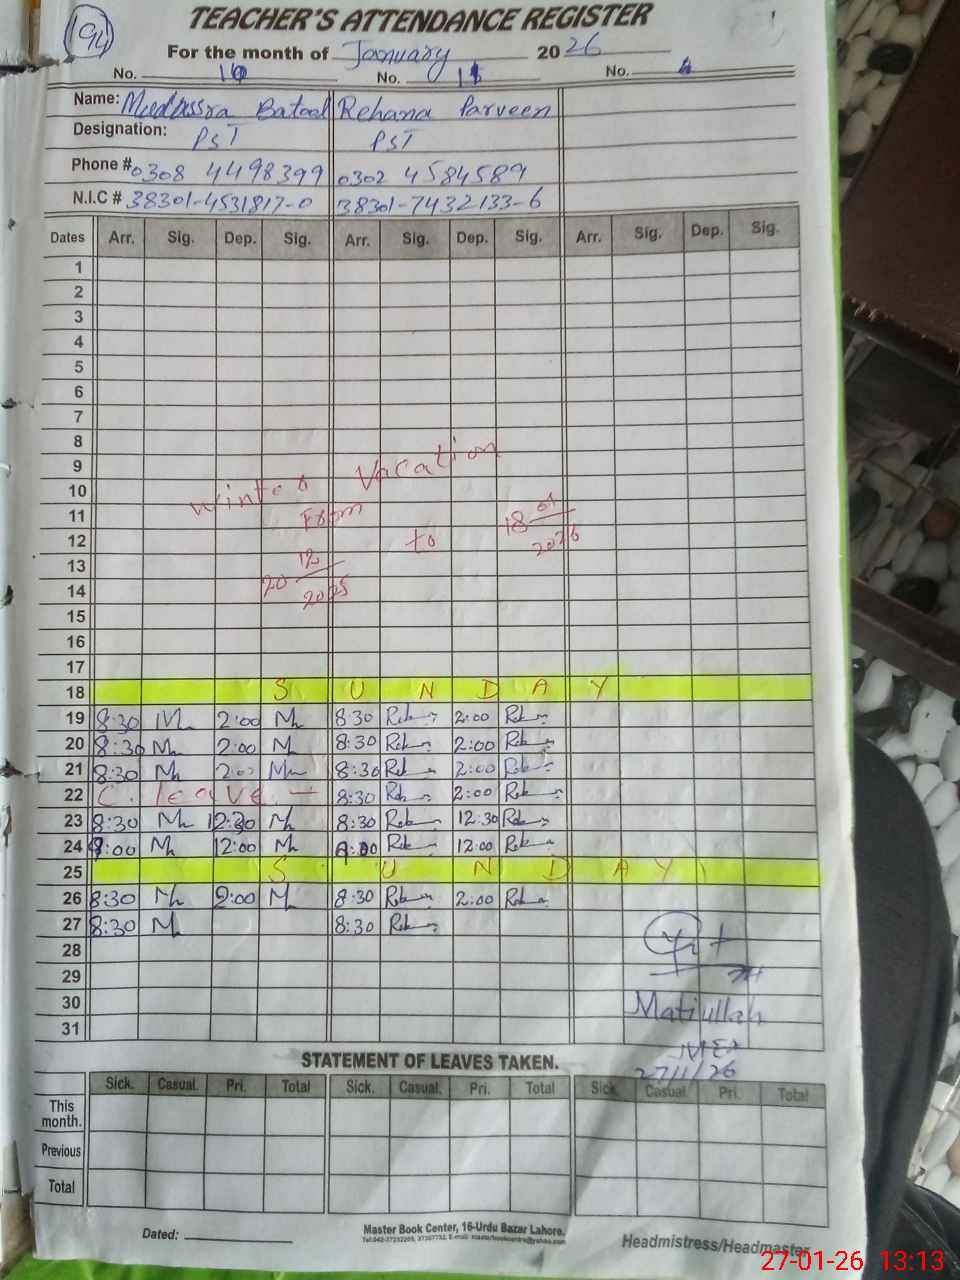 94
TEACHER'S ATTENDANCE REGISTER
For the month of Joanuary 2026
No. 10 No. 11 No.
Name: Mudassra Batool Rehana Parveen
Designation: PST PST
Phone # 0308 4498399 0302 4584589
N.I.C # 38301-4531817-0 38301-7432133-6
Dates Arr. Sig. Dep. Sig. Arr. Sig. Dep. Sig. Arr. Sig. Dep. Sig.
1
2
3
4
5
6
7
8
9
10
11
12
13
14
15
16
17
Winter Vacation
From
20 12 2025 to 18 01 2026
18 SUNDAY
19 8:30 2:00 8:30 2:00
20 8:30 2:00 8:30 2:00
21 8:30 2:00 8:30 2:00
22 C. leave 8:30 2:00
23 8:30 12:30 8:30 12:30
24 9:00 12:00 9:00 12:00
25 SUNDAY
26 8:30 2:00 8:30 2:00
27 8:30 8:30
28
29
30
31
Matiullah
MEA
27/1/26
STATEMENT OF LEAVES TAKEN.
Sick. Casual. Pri. Total Sick. Casual. Pri. Total Sick. Casual. Pri. Total
This month.
Previous
Total
Dated:
Master Book Center, 16-Urdu Bazar Lahore.
Headmistress/Headmaster
27-01-26 13:13